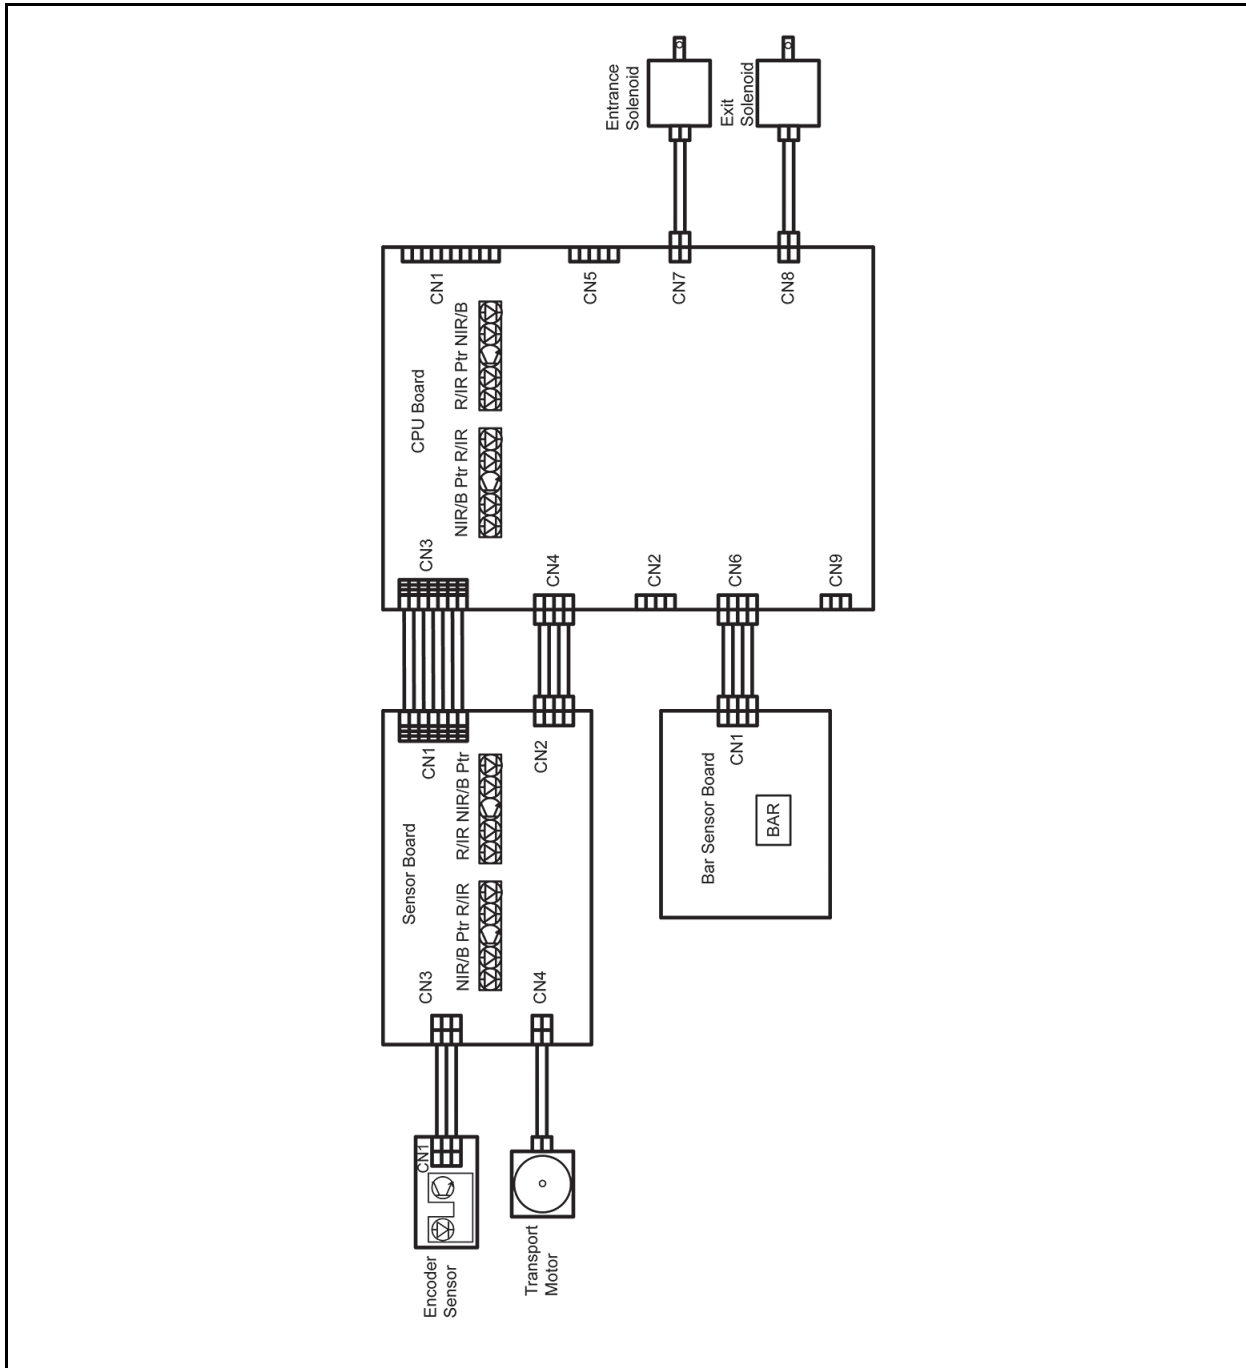 Entrance
Solenoid
Exit
Solenoid
CN1
CN5
CN7
CN8
CPU Board
R/IR Ptr NIR/B
NIR/B Ptr R/IR
CN3
CN4
CN2
CN6
CN9
CN1
CN2
CN1
Sensor Board
R/IR NIR/B Ptr
NIR/B Ptr R/IR
Bar Sensor Board
BAR
CN3
CN4
CN1
Encoder
Sensor
Transport
Motor